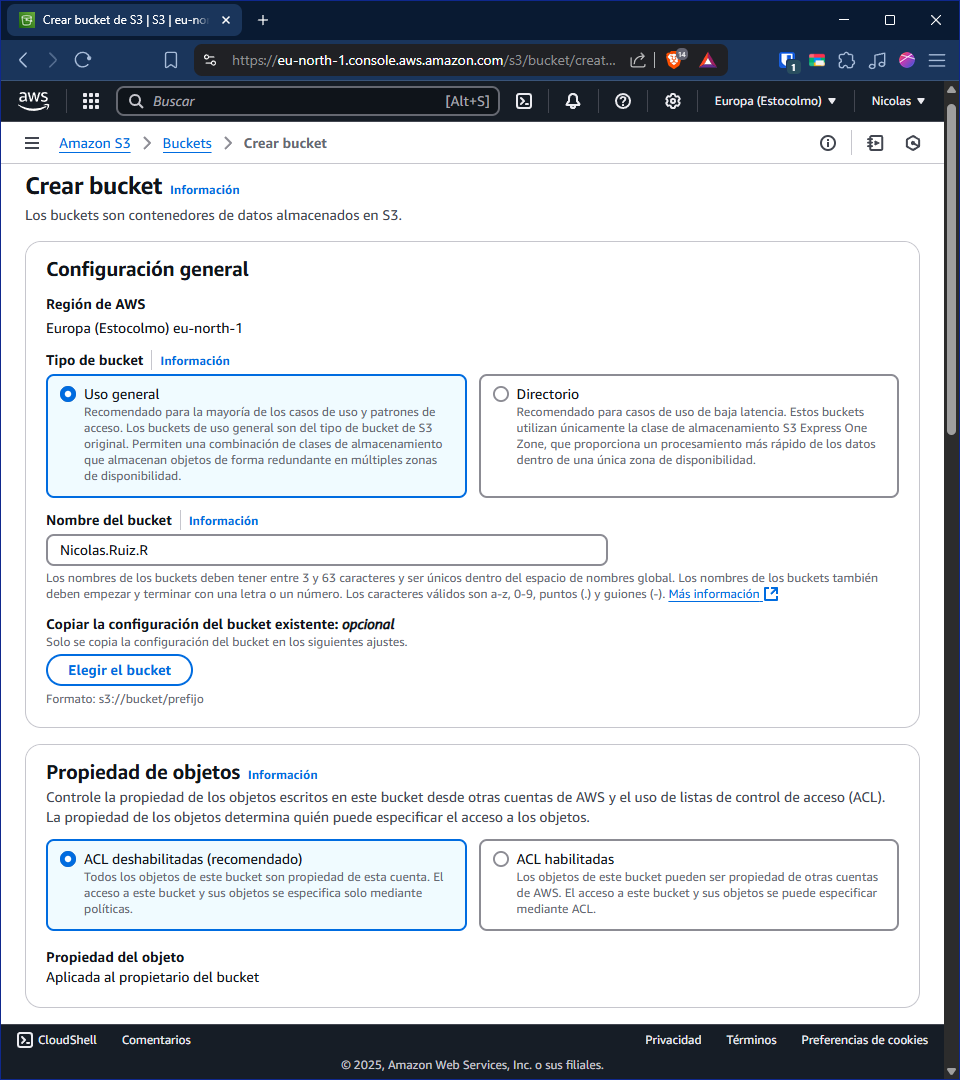 Crear bucket de S3 | S3 | eu-nor
https://eu-north-1.console.aws.amazon.com/s3/bucket/creat...
14
1
aws
Buscar
[Alt+S]
Europa (Estocolmo)
Nicolas
Amazon S3
Buckets
Crear bucket
Crear bucket Información
Los buckets son contenedores de datos almacenados en S3.
Configuración general
Región de AWS
Europa (Estocolmo) eu-north-1
Tipo de bucket Información
Uso general
Recomendado para la mayoría de los casos de uso y patrones de
acceso. Los buckets de uso general son del tipo de bucket de S3
original. Permiten una combinación de clases de almacenamiento
que almacenan objetos de forma redundante en múltiples zonas
de disponibilidad.
Directorio
Recomendado para casos de uso de baja latencia. Estos buckets
utilizan únicamente la clase de almacenamiento S3 Express One
Zone, que proporciona un procesamiento más rápido de los datos
dentro de una única zona de disponibilidad.
Nombre del bucket Información
Nicolas.Ruiz.R
Los nombres de los buckets deben tener entre 3 y 63 caracteres y ser únicos dentro del espacio de nombres global. Los nombres de los buckets también
deben empezar y terminar con una letra o un número. Los caracteres válidos son a-z, 0-9, puntos (.) y guiones (-). Más información
Copiar la configuración del bucket existente: opcional
Solo se copia la configuración del bucket en los siguientes ajustes.
Elegir el bucket
Formato: s3://bucket/prefijo
Propiedad de objetos Información
Controle la propiedad de los objetos escritos en este bucket desde otras cuentas de AWS y el uso de listas de control de acceso (ACL).
La propiedad de los objetos determina quién puede especificar el acceso a los objetos.
ACL deshabilitadas (recomendado)
Todos los objetos de este bucket son propiedad de esta cuenta. El
acceso a este bucket y sus objetos se especifica solo mediante
políticas.
ACL habilitadas
Los objetos de este bucket pueden ser propiedad de otras cuentas
de AWS. El acceso a este bucket y sus objetos se puede especificar
mediante ACL.
Propiedad del objeto
Aplicada al propietario del bucket
CloudShell
Comentarios
Privacidad
Términos
Preferencias de cookies
© 2025, Amazon Web Services, Inc. o sus filiales.